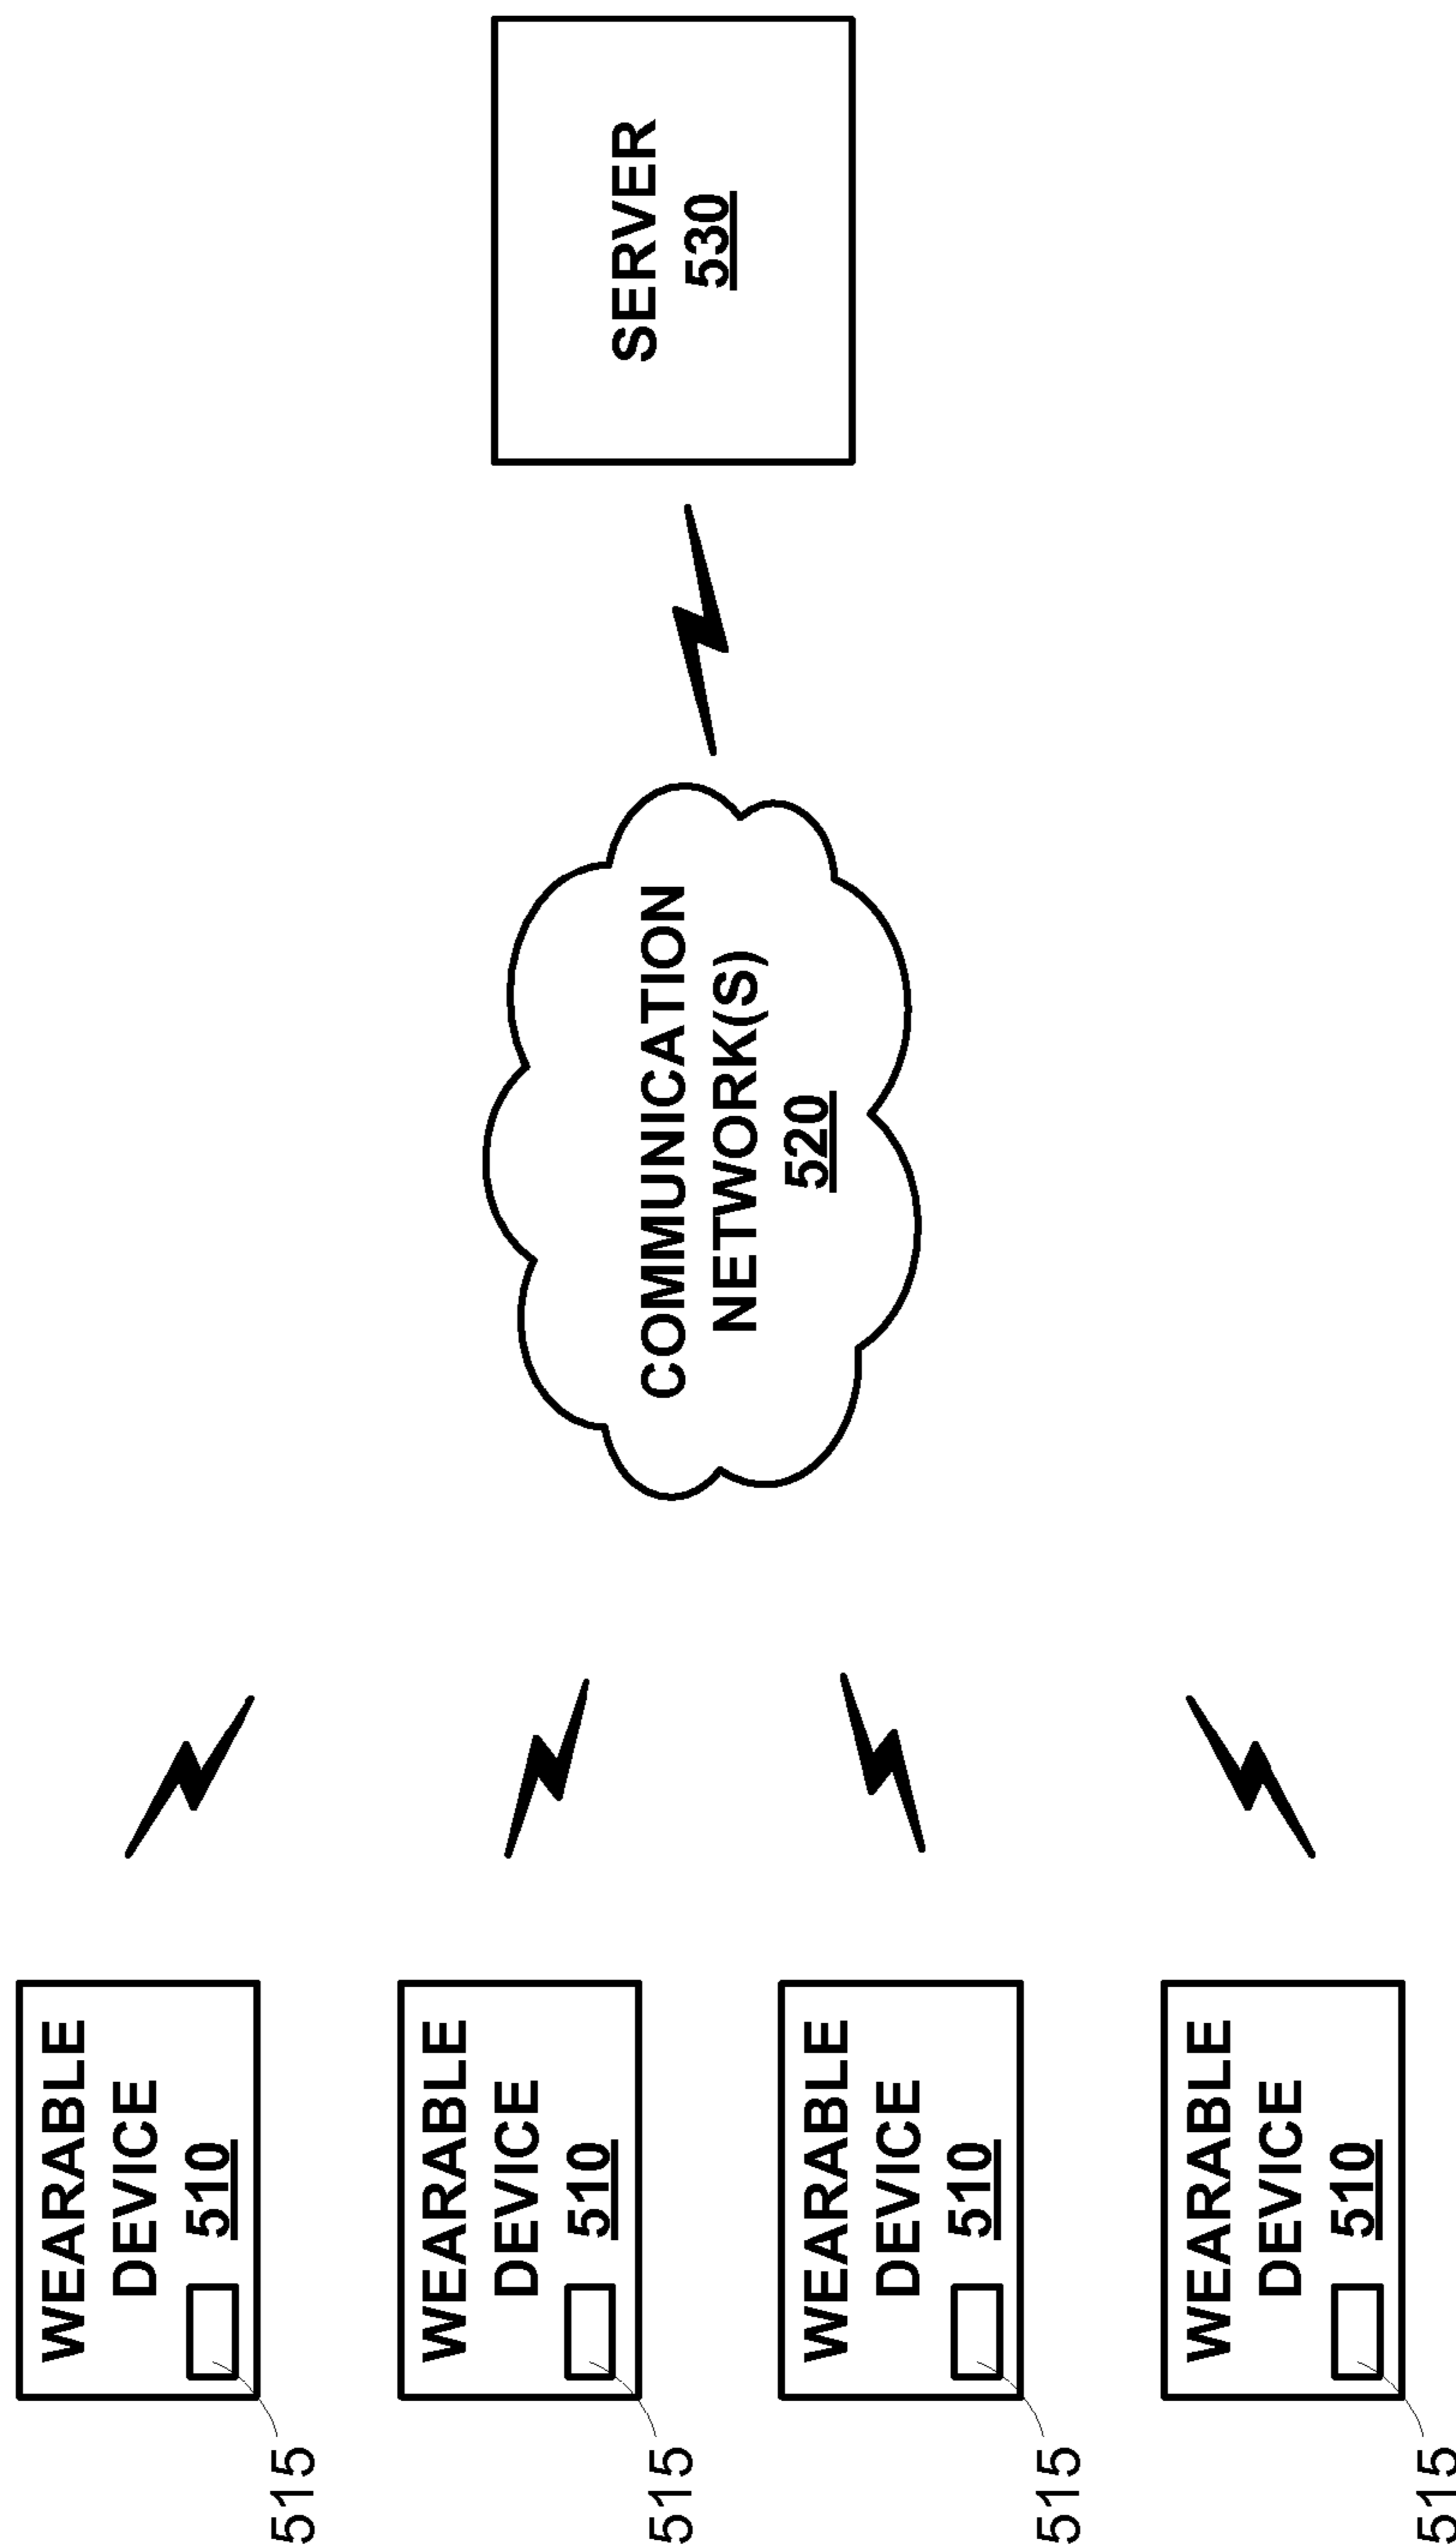 WEARABLE
DEVICE
510
515
WEARABLE
DEVICE
510
515
WEARABLE
DEVICE
510
515
WEARABLE
DEVICE
510
515
COMMUNICATION
NETWORK(S)
520
SERVER
530